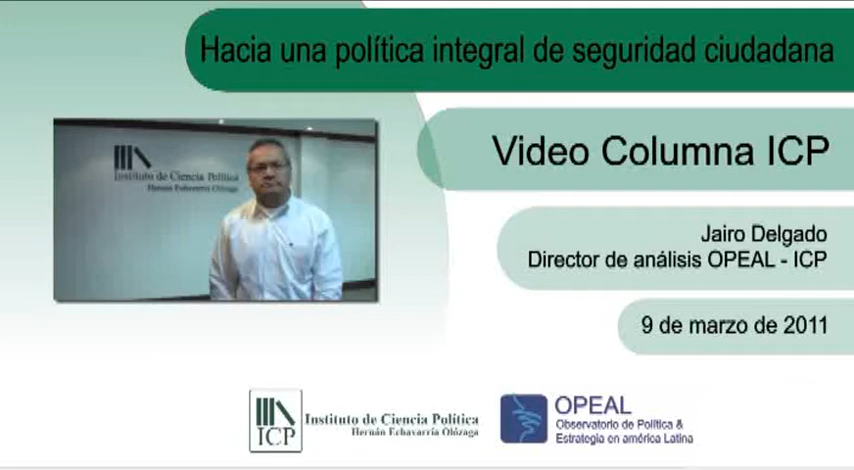 Hacia una política integral de seguridad ciudadana
Instituto de Ciencia Política
Hernán Echavarría Olózaga
Video Columna ICP
Jairo Delgado
Director de análisis OPEAL - ICP
9 de marzo de 2011
ICP
Instituto de Ciencia Política
Hernán Echavarría Olózaga
OPEAL
Observatorio de Política &
Estrategia en américa Latina